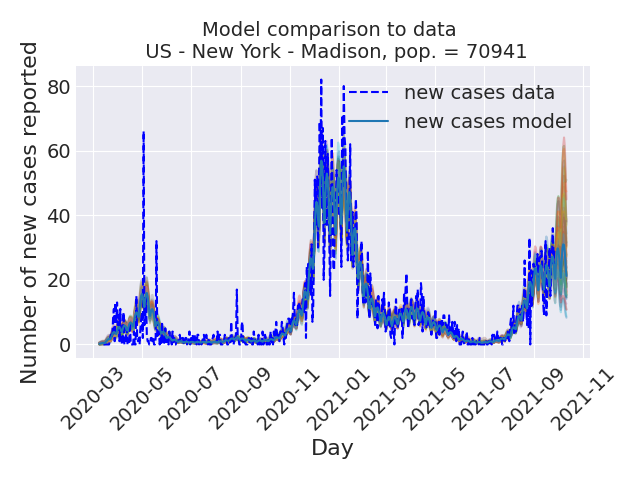 Model comparison to data
US - New York - Madison, pop. = 70941
Number of new cases reported
80
60
40
20
0
new cases data
new cases model
2020-03
2020-05
2020-07
2020-09
2020-11
2021-01
2021-03
2021-05
2021-07
2021-09
2021-11
Day